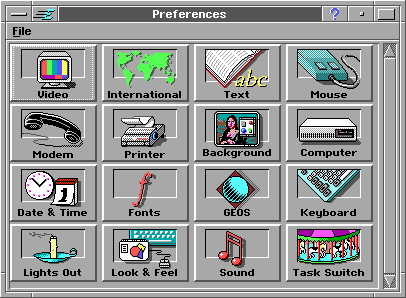 Preferences
?
File
Video
International
abc
Text
Mouse
Modem
Printer
Background
Computer
1
Date & Time
f
Fonts
GEOS
Keyboard
Lights Out
Look & Feel
Sound
Task Switch